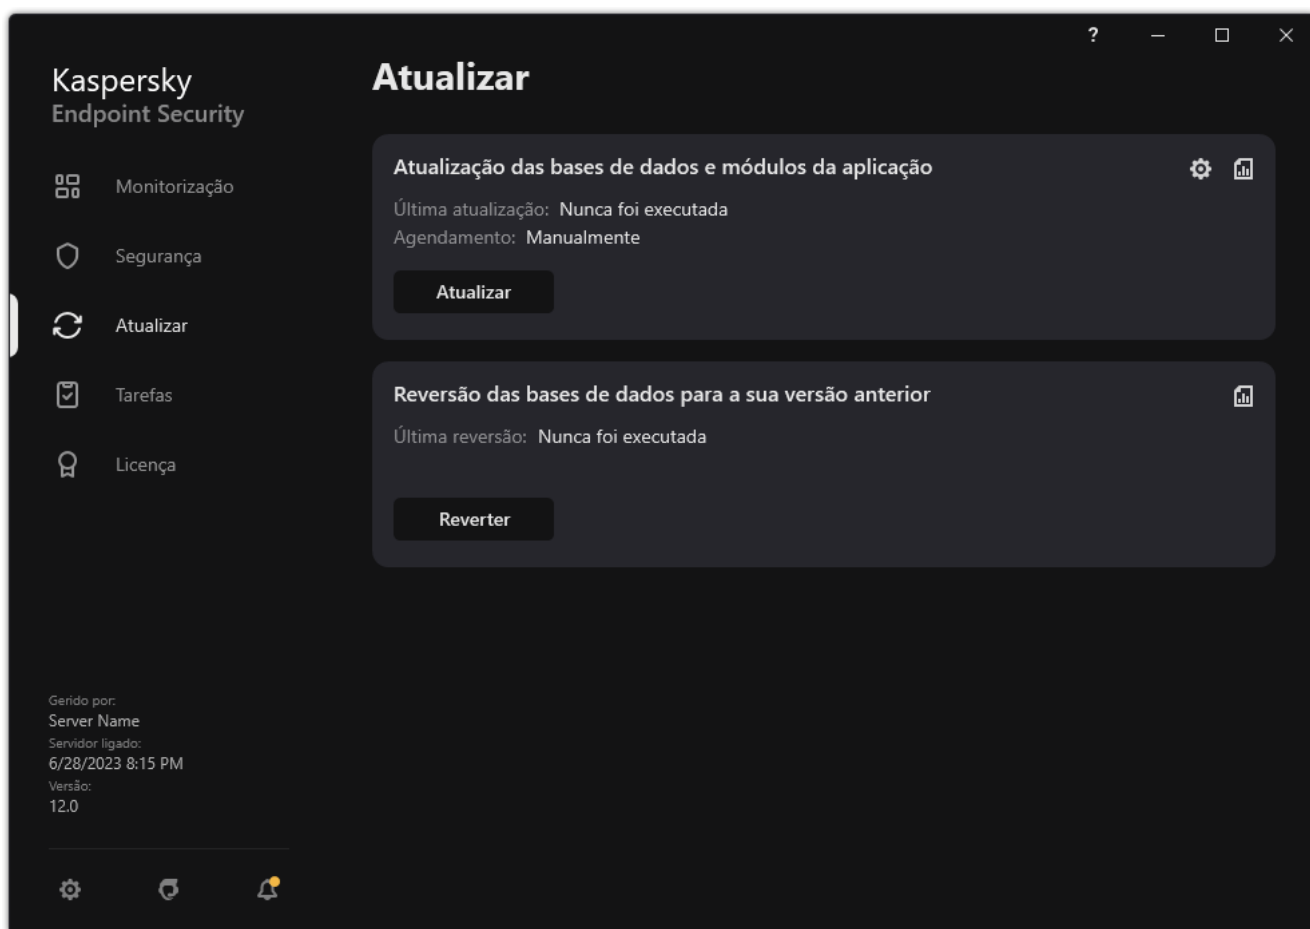 ?
Kaspersky
Endpoint Security
Monitorização
Segurança
Atualizar
Tarefas
Licença
Gerido por:
Server Name
Servidor ligado:
6/28/2023 8:15 PM
Versão:
12.0
Atualizar
Atualização das bases de dados e módulos da aplicação
Última atualização: Nunca foi executada
Agendamento: Manualmente
Atualizar
Reversão das bases de dados para a sua versão anterior
Última reversão: Nunca foi executada
Reverter